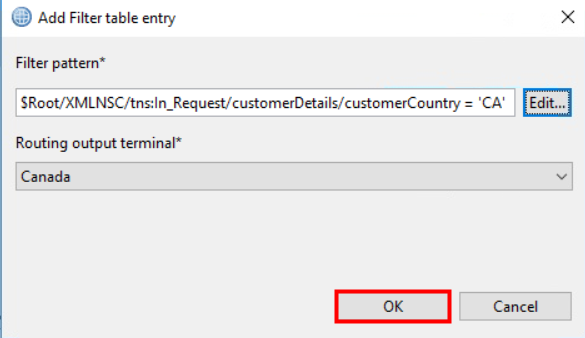 Add Filter table entry
Filter pattern*
$Root/XMLNSC/tns:In_Request/customerDetails/customerCountry = 'CA'
Edit...
Routing output terminal*
Canada
OK
Cancel